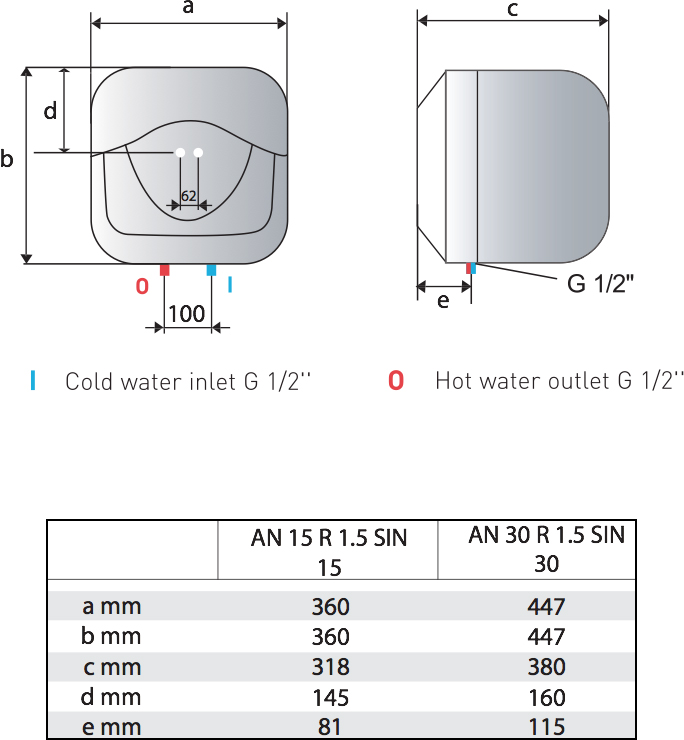 a
c
d
b
62
O
I
100
e
G 1/2"
I Cold water inlet G 1/2''
O Hot water outlet G 1/2''
AN 15 R 1.5 SIN AN 30 R 1.5 SIN
15 30
a mm 360 447
b mm 360 447
c mm 318 380
d mm 145 160
e mm 81 115